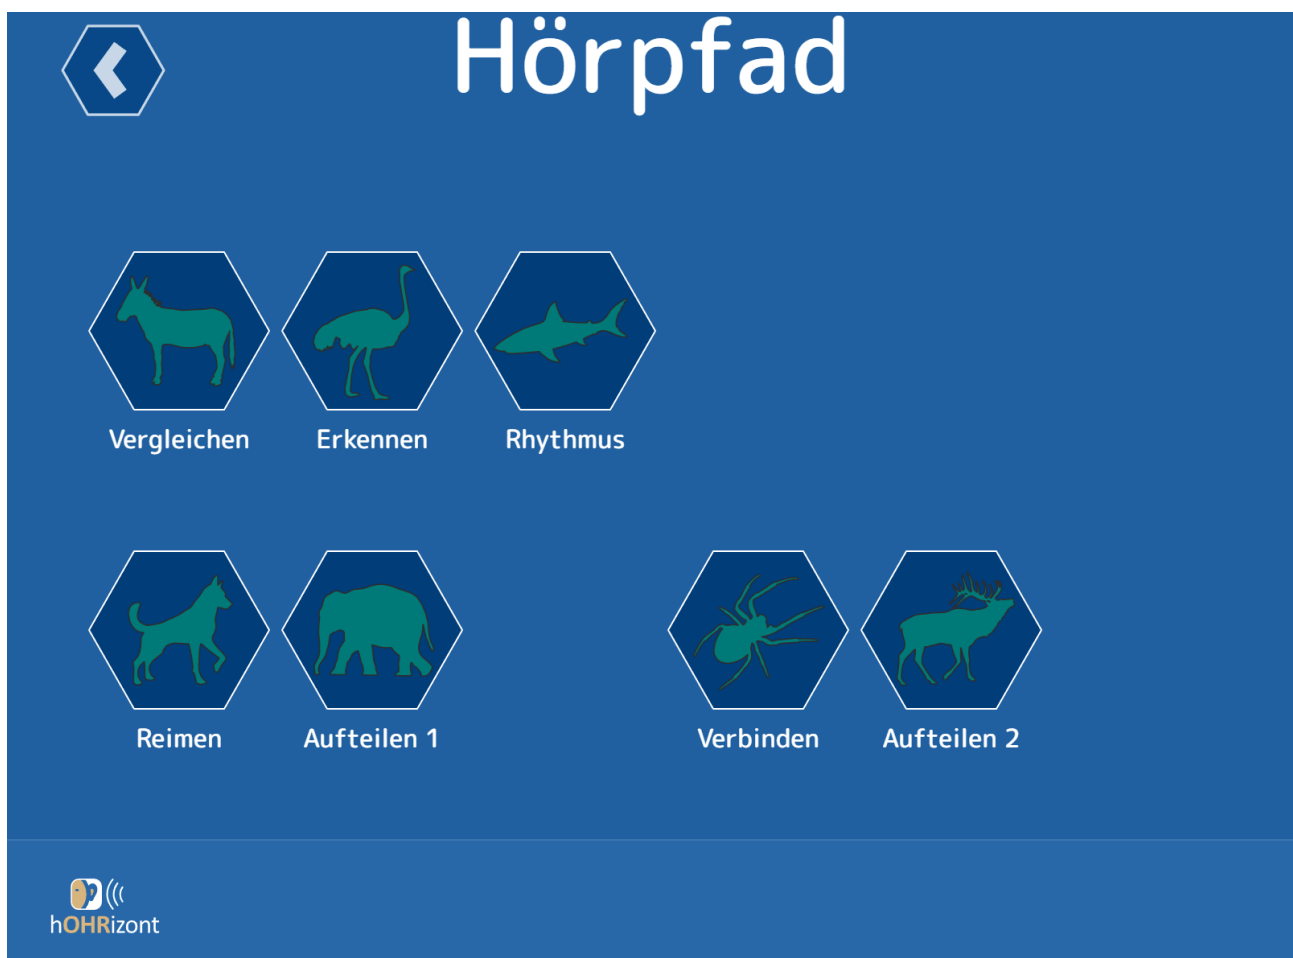 Hörpfad
Vergleichen
Erkennen
Rhythmus
Reimen
Aufteilen 1
Verbinden
Aufteilen 2
hOHRizont